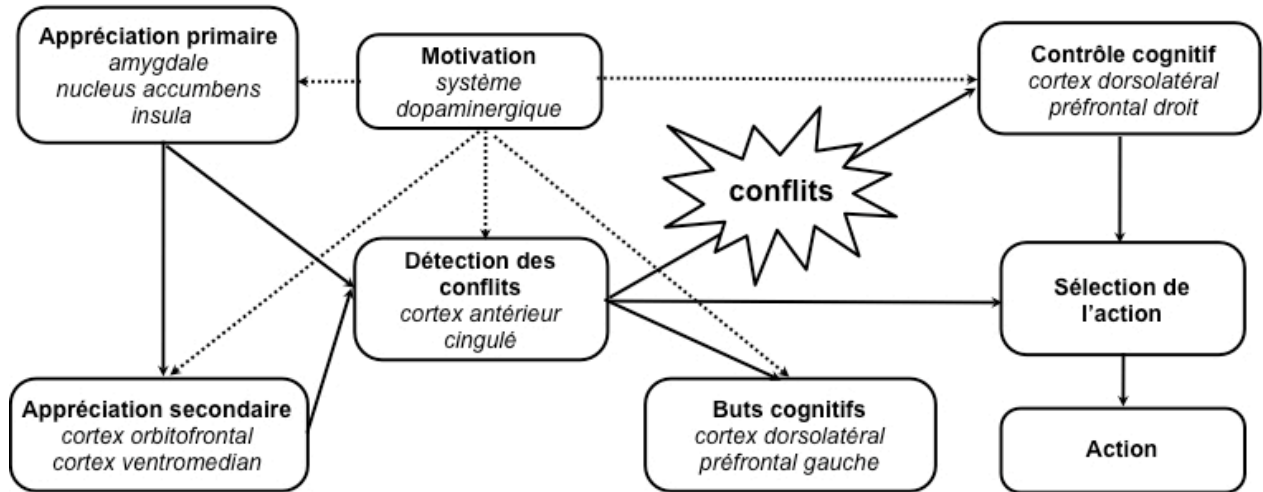 Appréciation primaire
amygdale
nucleus accumbens
insula
Motivation
système
dopaminergique
Contrôle cognitif
cortex dorsolatéral
préfrontal droit
conflits
Détection des
conflits
cortex antérieur
cingulé
Sélection de
l’action
Appréciation secondaire
cortex orbitofrontal
cortex ventromedian
Buts cognitifs
cortex dorsolatéral
préfrontal gauche
Action